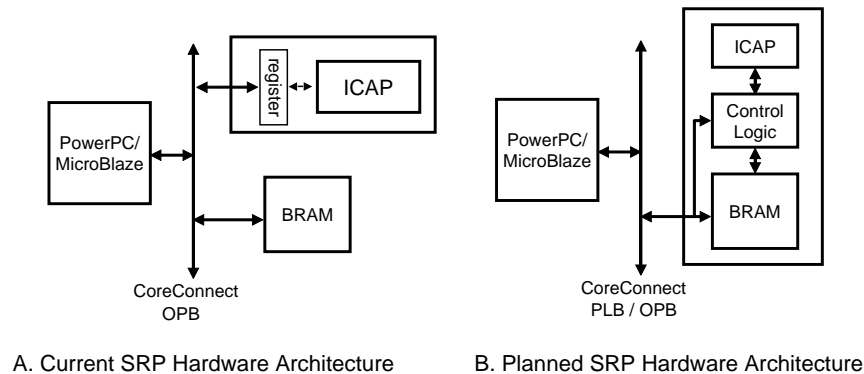 PowerPC/
MicroBlaze
register
ICAP
BRAM
CoreConnect
OPB
A. Current SRP Hardware Architecture
PowerPC/
MicroBlaze
ICAP
Control
Logic
BRAM
CoreConnect
PLB / OPB
B. Planned SRP Hardware Architecture